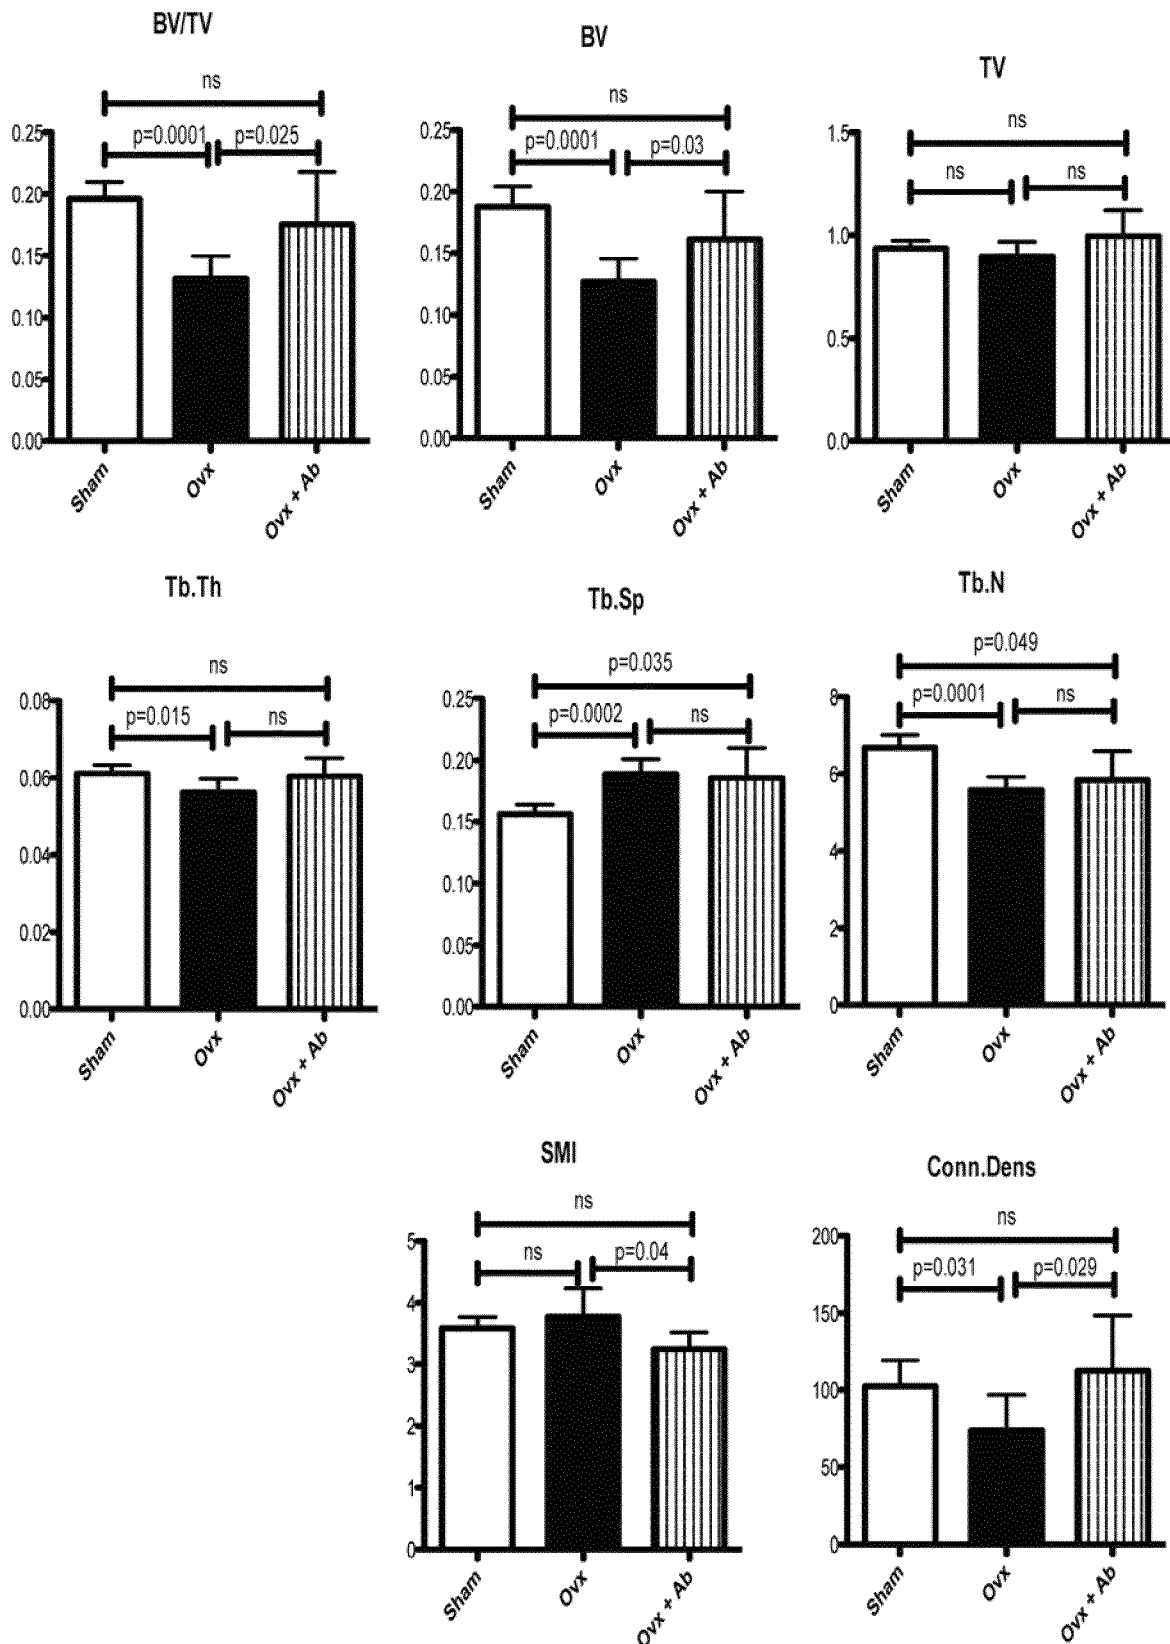 BV/TV
ns
p=0.0001 p=0.025
0.25
0.20
0.15
0.10
0.05
0.00
Sham
Ovx
Ovx + Ab
BV
ns
p=0.0001 p=0.03
0.25
0.20
0.15
0.10
0.05
0.00
Sham
Ovx
Ovx + Ab
TV
ns
ns ns
1.5
1.0
0.5
0.0
Sham
Ovx
Ovx + Ab
Tb.Th
ns
p=0.015 ns
0.08
0.06
0.04
0.02
0.00
Sham
Ovx
Ovx + Ab
Tb.Sp
p=0.035
p=0.0002 ns
0.25
0.20
0.15
0.10
0.05
0.00
Sham
Ovx
Ovx + Ab
Tb.N
p=0.049
p=0.0001 ns
8
6
4
2
0
Sham
Ovx
Ovx + Ab
SMI
ns
ns p=0.04
5
4
3
2
1
0
Sham
Ovx
Ovx + Ab
Conn.Dens
ns
p=0.031 p=0.029
200
150
100
50
0
Sham
Ovx
Ovx + Ab